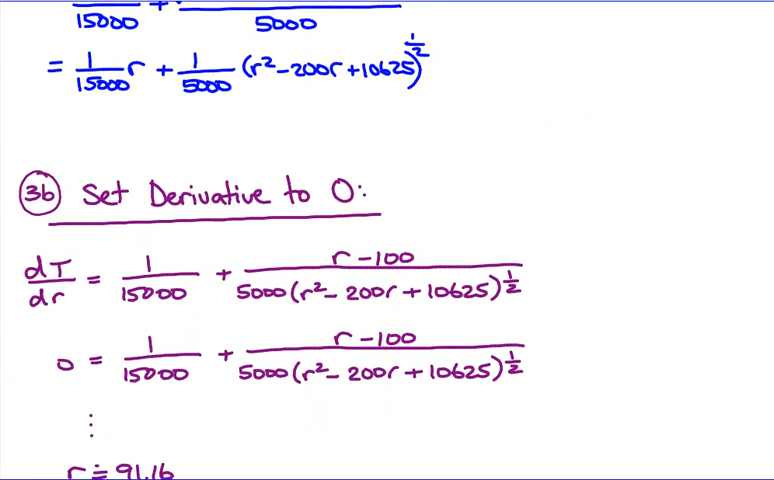 15000 + 5000
= 1/15000 r + 1/5000 (r² - 200r + 10625)^1/2
3b Set Derivative to 0:
dT/dr = 1/15000 + r - 100/5000(r² - 200r + 10625)^1/2
0 = 1/15000 + r - 100/5000(r² - 200r + 10625)^1/2
⋮
r ≐ 91.16